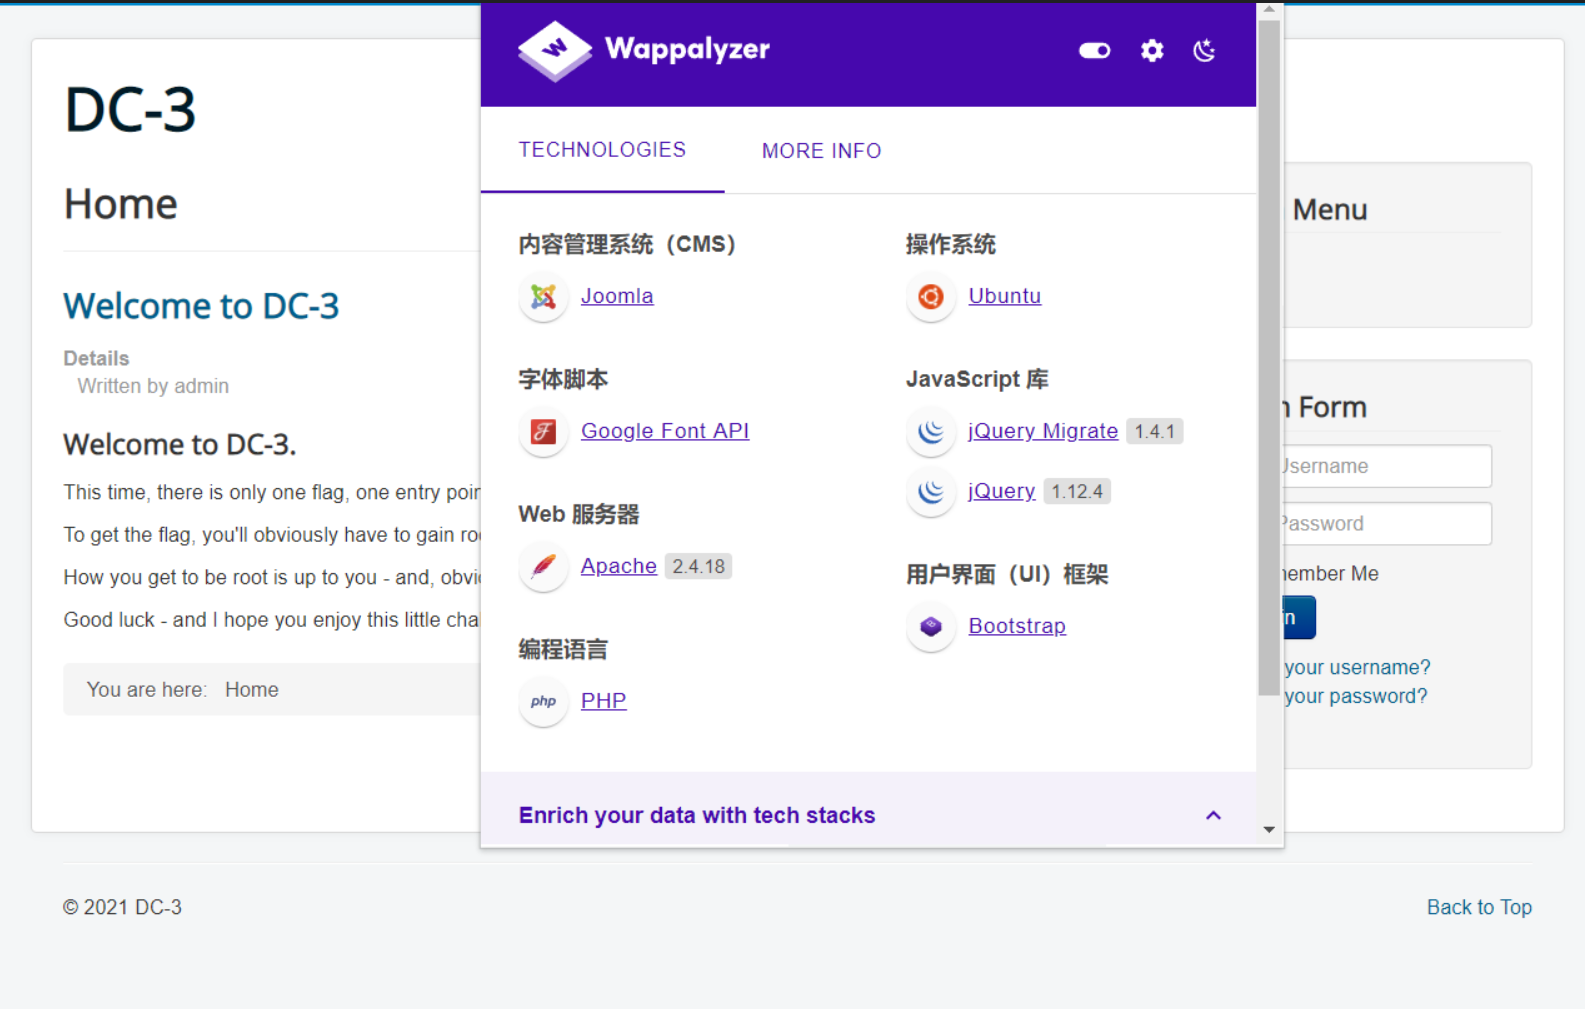 DC-3
Home
Welcome to DC-3
Details
Written by admin
Welcome to DC-3.
This time, there is only one flag, one entry
To get the flag, you'll obviously have to gain
How you get to be root is up to you - and,
Good luck - and I hope you enjoy this little
You are here: Home
© 2021 DC-3
Wappalyzer
TECHNOLOGIES
MORE INFO
内容管理系统（CMS）
Joomla
字体脚本
Google Font API
Web 服务器
Apache 2.4.18
编程语言
php PHP
操作系统
Ubuntu
JavaScript 库
jQuery Migrate 1.4.1
jQuery 1.12.4
用户界面（UI）框架
Bootstrap
Enrich your data with tech stacks
Menu
Form
Username
Password
Me
your username?
your password?
Back to Top